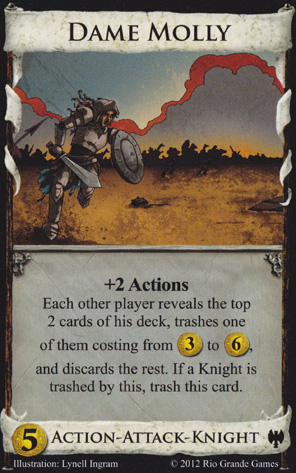 DAME MOLLY
+2 Actions
Each other player reveals the top
2 cards of his deck, trashes one
of them costing from 3 to 6,
and discards the rest. If a Knight is
trashed by this, trash this card.
5 ACTION-ATTACK-KNIGHT
Illustration: Lynell Ingram © 2012 Rio Grande Games